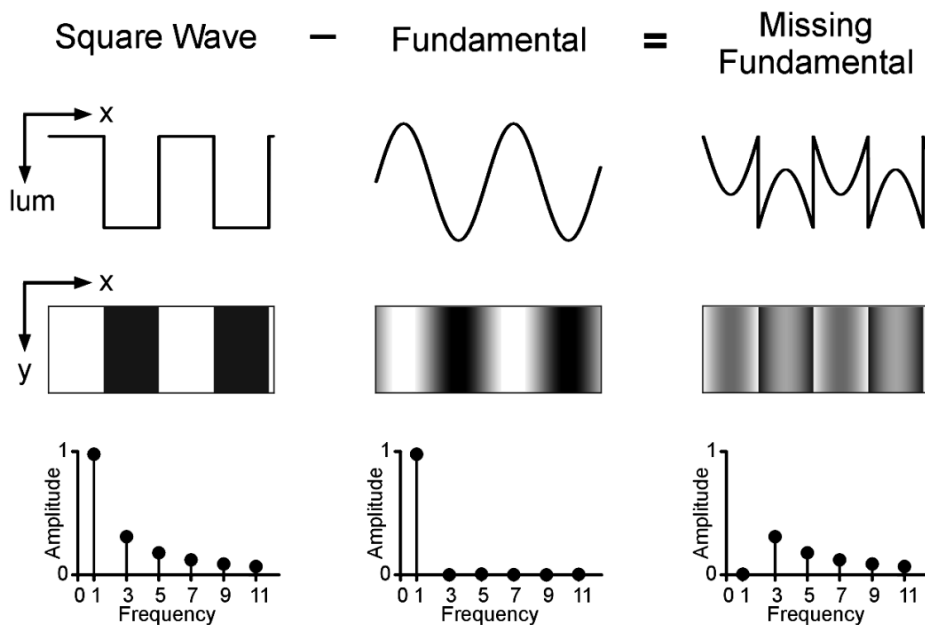 Square Wave − Fundamental = Missing Fundamental
x
lum
x
y
1
Amplitude
0
0 1 3 5 7 9 11
Frequency
1
Amplitude
0
0 1 3 5 7 9 11
Frequency
1
Amplitude
0
0 1 3 5 7 9 11
Frequency